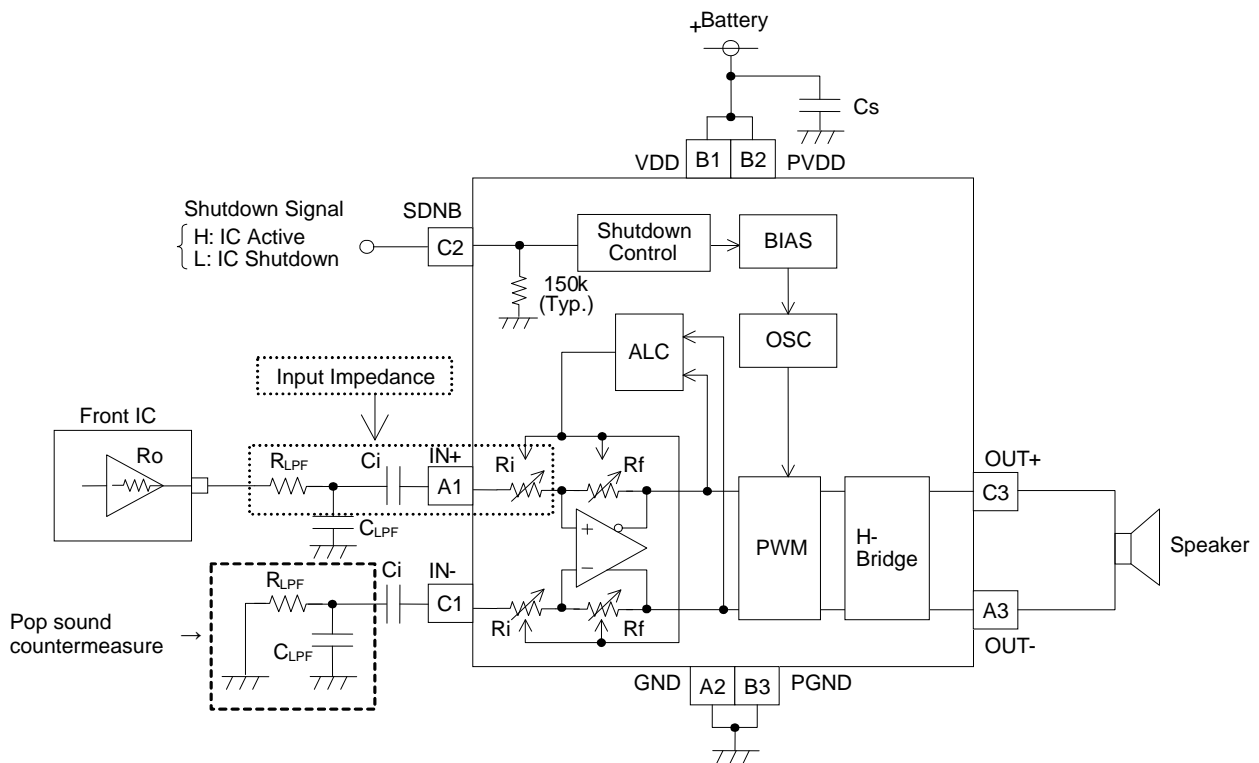 +Battery
Cs
VDD
B1
B2
PVDD
Shutdown Signal
H: IC Active
L: IC Shutdown
SDNB
C2
Shutdown
Control
BIAS
150k
(Typ.)
ALC
OSC
Input Impedance
Front IC
Ro
RLPF
Ci
IN+
A1
Ri
Rf
OUT+
C3
CLPF
+
−
PWM
H-
Bridge
Speaker
RLPF
Ci
IN-
C1
Ri
Rf
A3
OUT-
Pop sound →
countermeasure
CLPF
GND
A2
B3
PGND